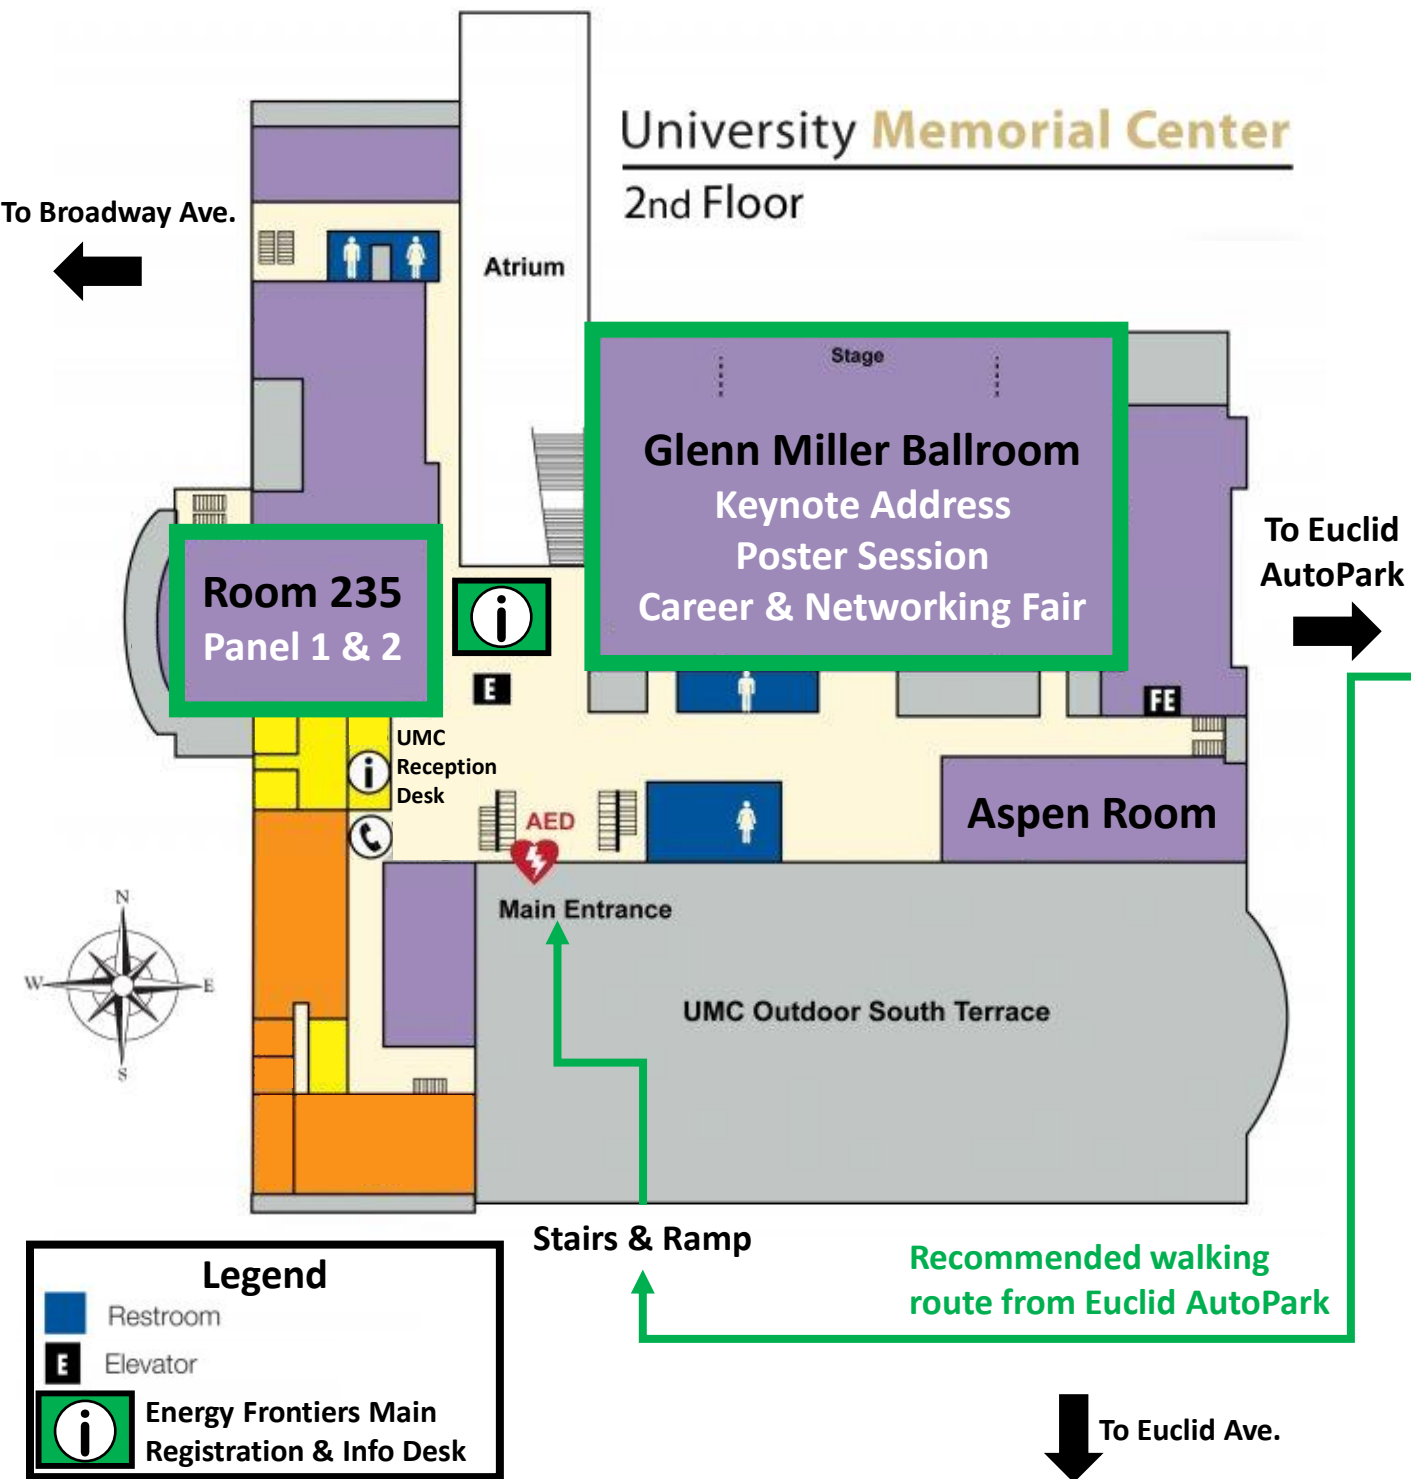 University Memorial Center
2nd Floor
To Broadway Ave.
Atrium
Stage
Glenn Miller Ballroom
Keynote Address
Poster Session
Career & Networking Fair
To Euclid
AutoPark
Room 235
Panel 1 & 2
i
E
FE
UMC
Reception
Desk
i
AED
Aspen Room
Main Entrance
N
W
E
S
UMC Outdoor South Terrace
Stairs & Ramp
Recommended walking
route from Euclid AutoPark
Legend
Restroom
E
Elevator
i
Energy Frontiers Main
Registration & Info Desk
To Euclid Ave.